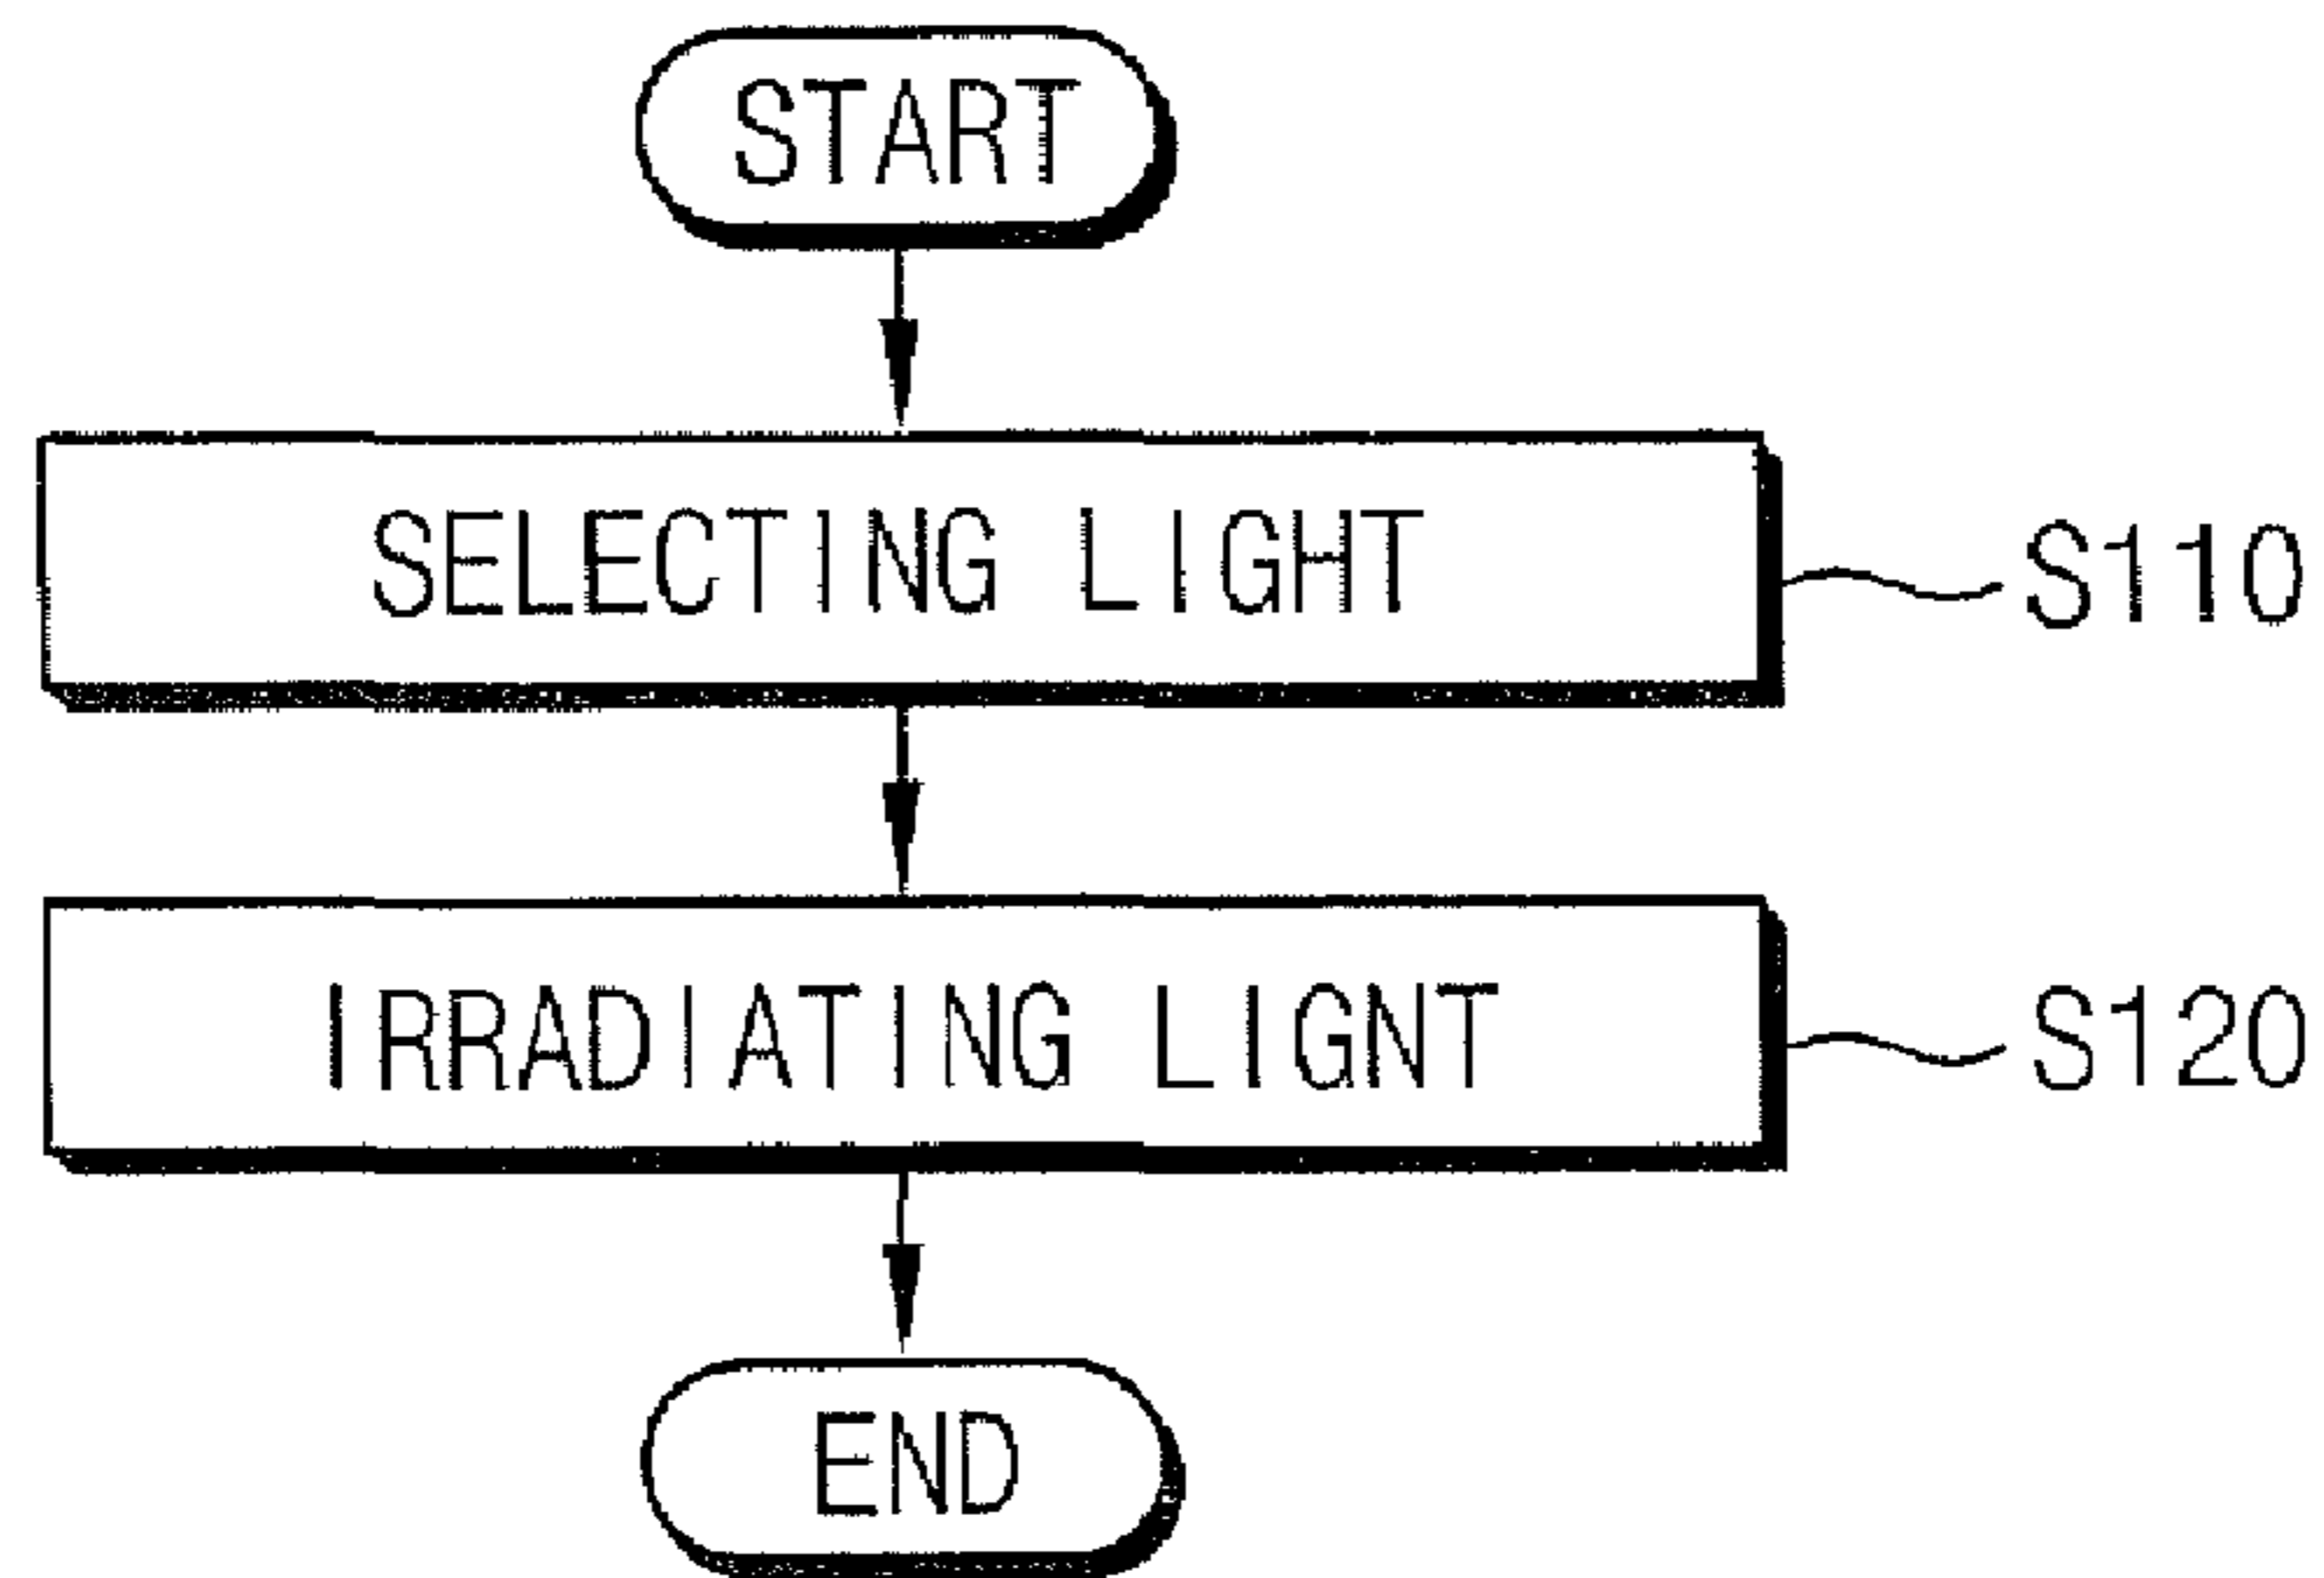 START
SELECTING LIGHT
S110
IRRADIATING LIGNT
S120
END